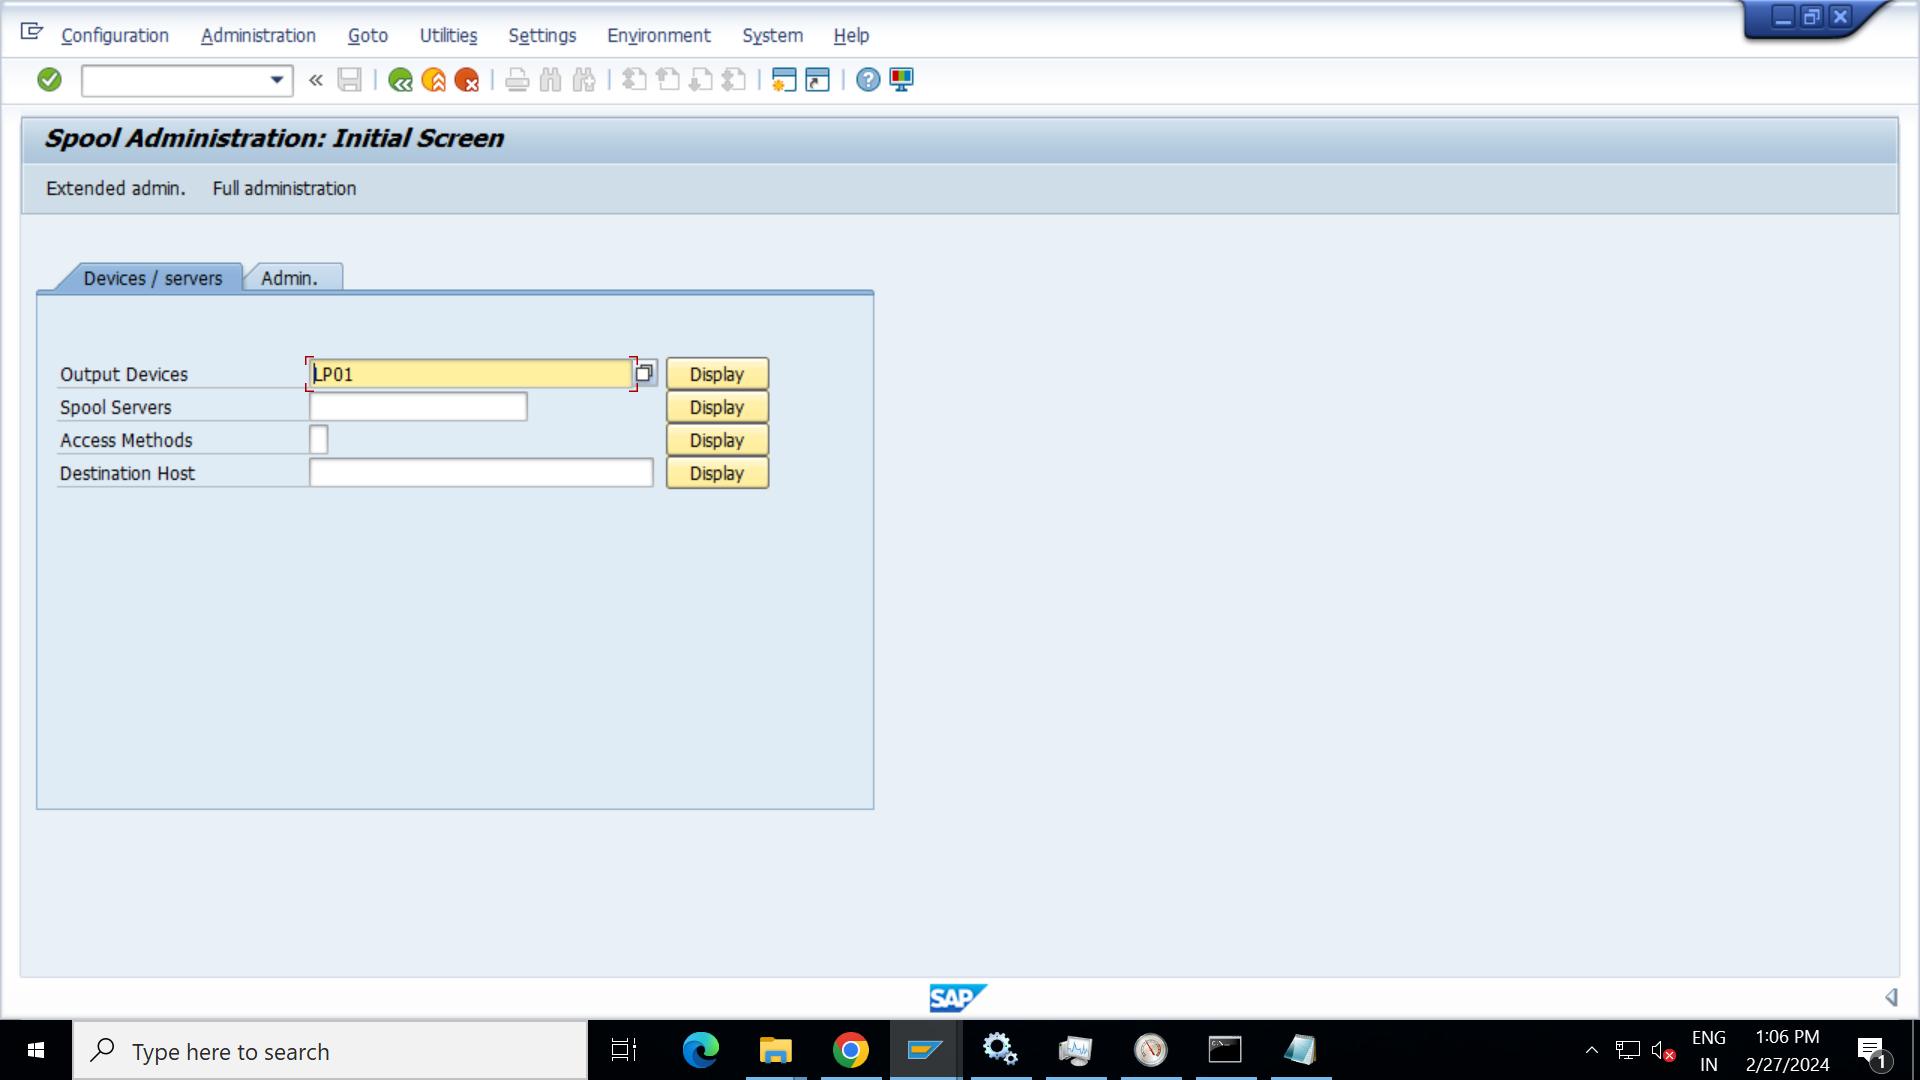 Configuration Administration Goto Utilities Settings Environment System Help
Spool Administration: Initial Screen
Extended admin. Full administration
Devices / servers Admin.
Output Devices LP01 Display
Spool Servers Display
Access Methods Display
Destination Host Display
SAP
Type here to search
ENG
IN
1:06 PM
2/27/2024
1